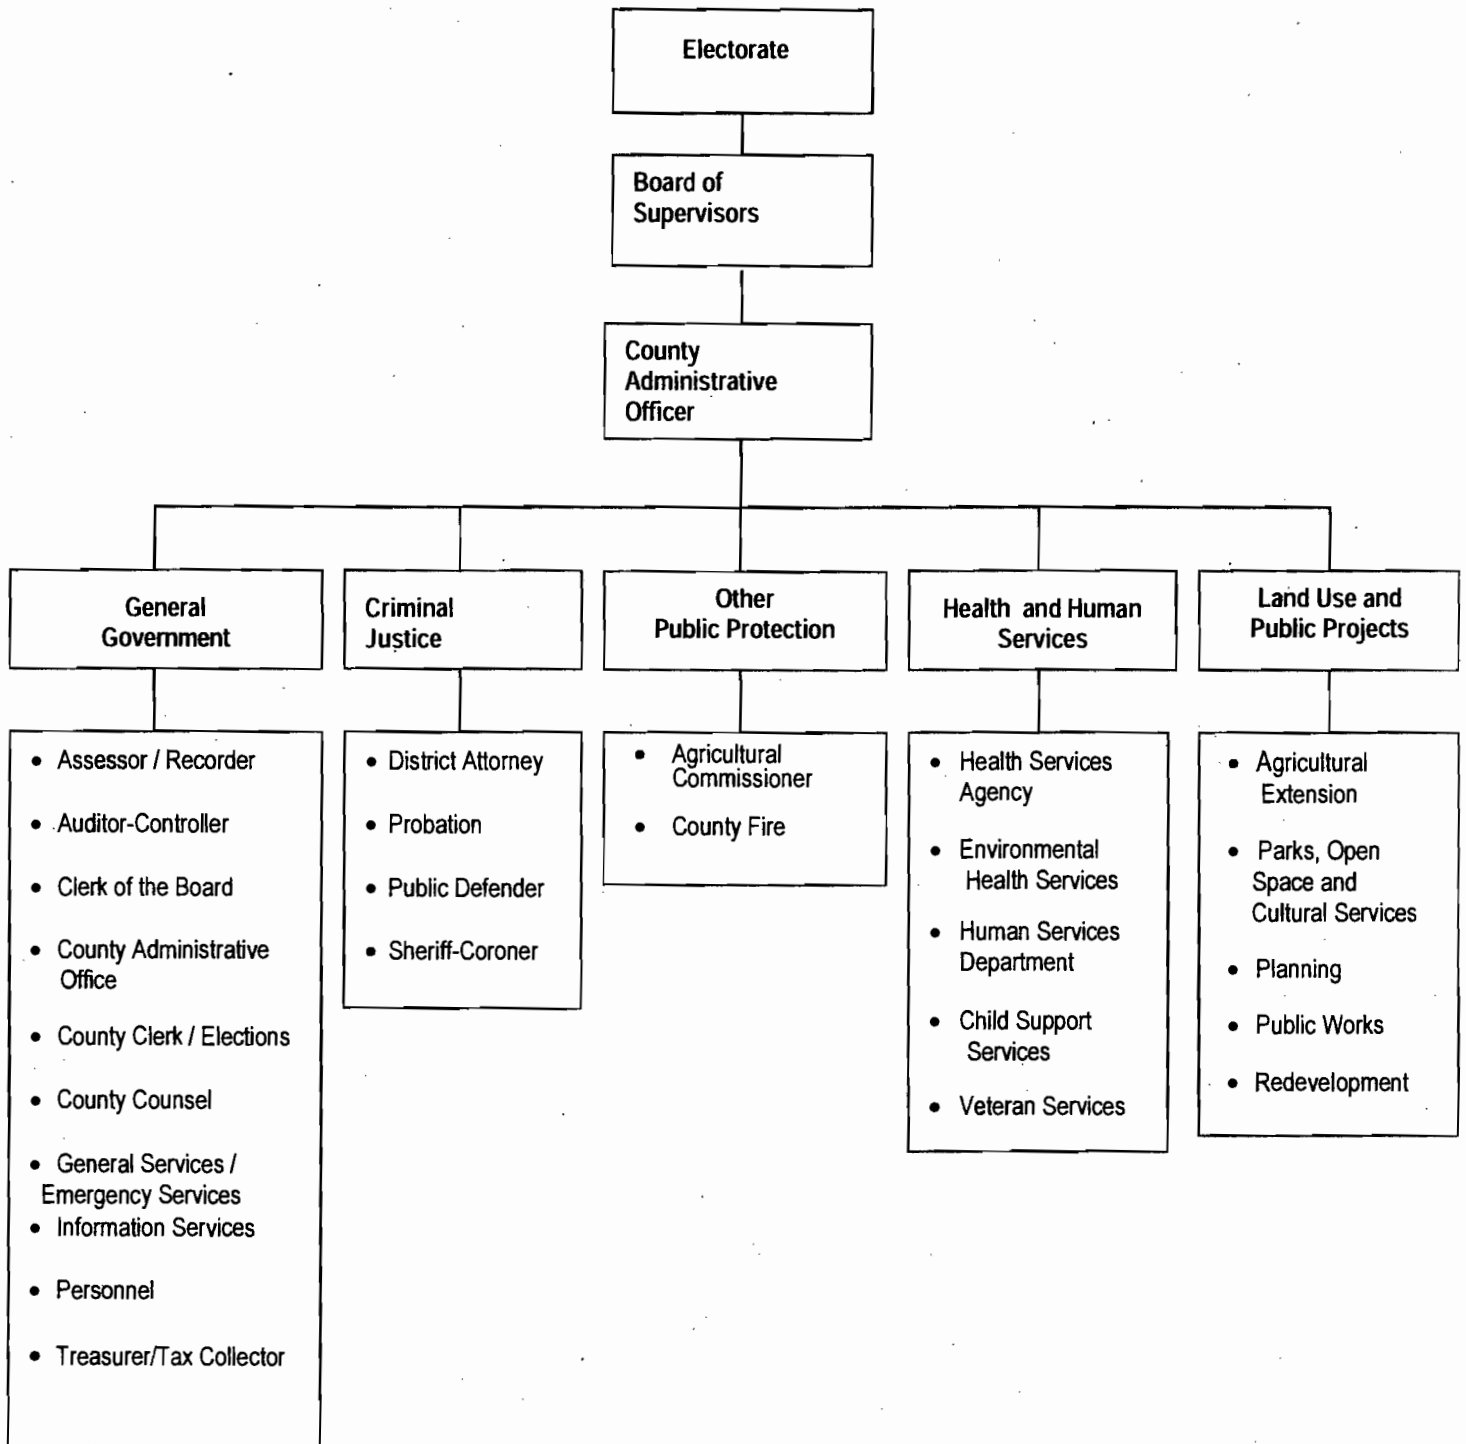 Electorate
Board of
Supervisors
County
Administrative
Officer
General
Government
Criminal
Justice
Other
Public Protection
Health and Human
Services
Land Use and
Public Projects
• Assessor / Recorder
• Auditor-Controller
• Clerk of the Board
• County Administrative
Office
• County Clerk / Elections
• County Counsel
• General Services /
Emergency Services
• Information Services
• Personnel
• Treasurer/Tax Collector
• District Attorney
• Probation
• Public Defender
• Sheriff-Coroner
• Agricultural
Commissioner
• County Fire
• Health Services
Agency
• Environmental
Health Services
• Human Services
Department
• Child Support
Services
• Veteran Services
• Agricultural
Extension
• Parks, Open
Space and
Cultural Services
• Planning
• Public Works
• Redevelopment